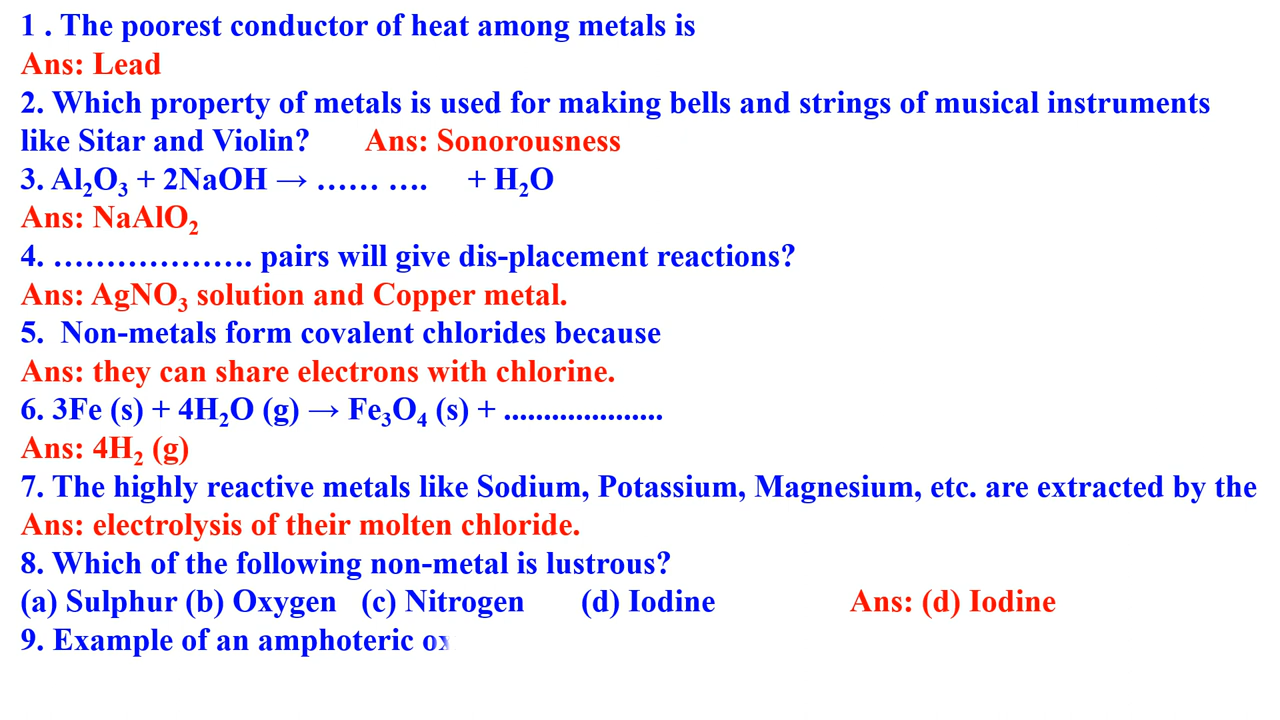 1 . The poorest conductor of heat among metals is
Ans: Lead
2. Which property of metals is used for making bells and strings of musical instruments
like Sitar and Violin? Ans: Sonorousness
3. Al₂O₃ + 2NaOH → …… …. + H₂O
Ans: NaAlO₂
4. ………………. pairs will give dis-placement reactions?
Ans: AgNO₃ solution and Copper metal.
5. Non-metals form covalent chlorides because
Ans: they can share electrons with chlorine.
6. 3Fe (s) + 4H₂O (g) → Fe₃O₄ (s) + ....................
Ans: 4H₂ (g)
7. The highly reactive metals like Sodium, Potassium, Magnesium, etc. are extracted by the
Ans: electrolysis of their molten chloride.
8. Which of the following non-metal is lustrous?
(a) Sulphur (b) Oxygen (c) Nitrogen (d) Iodine Ans: (d) Iodine
9. Example of an amphoteric